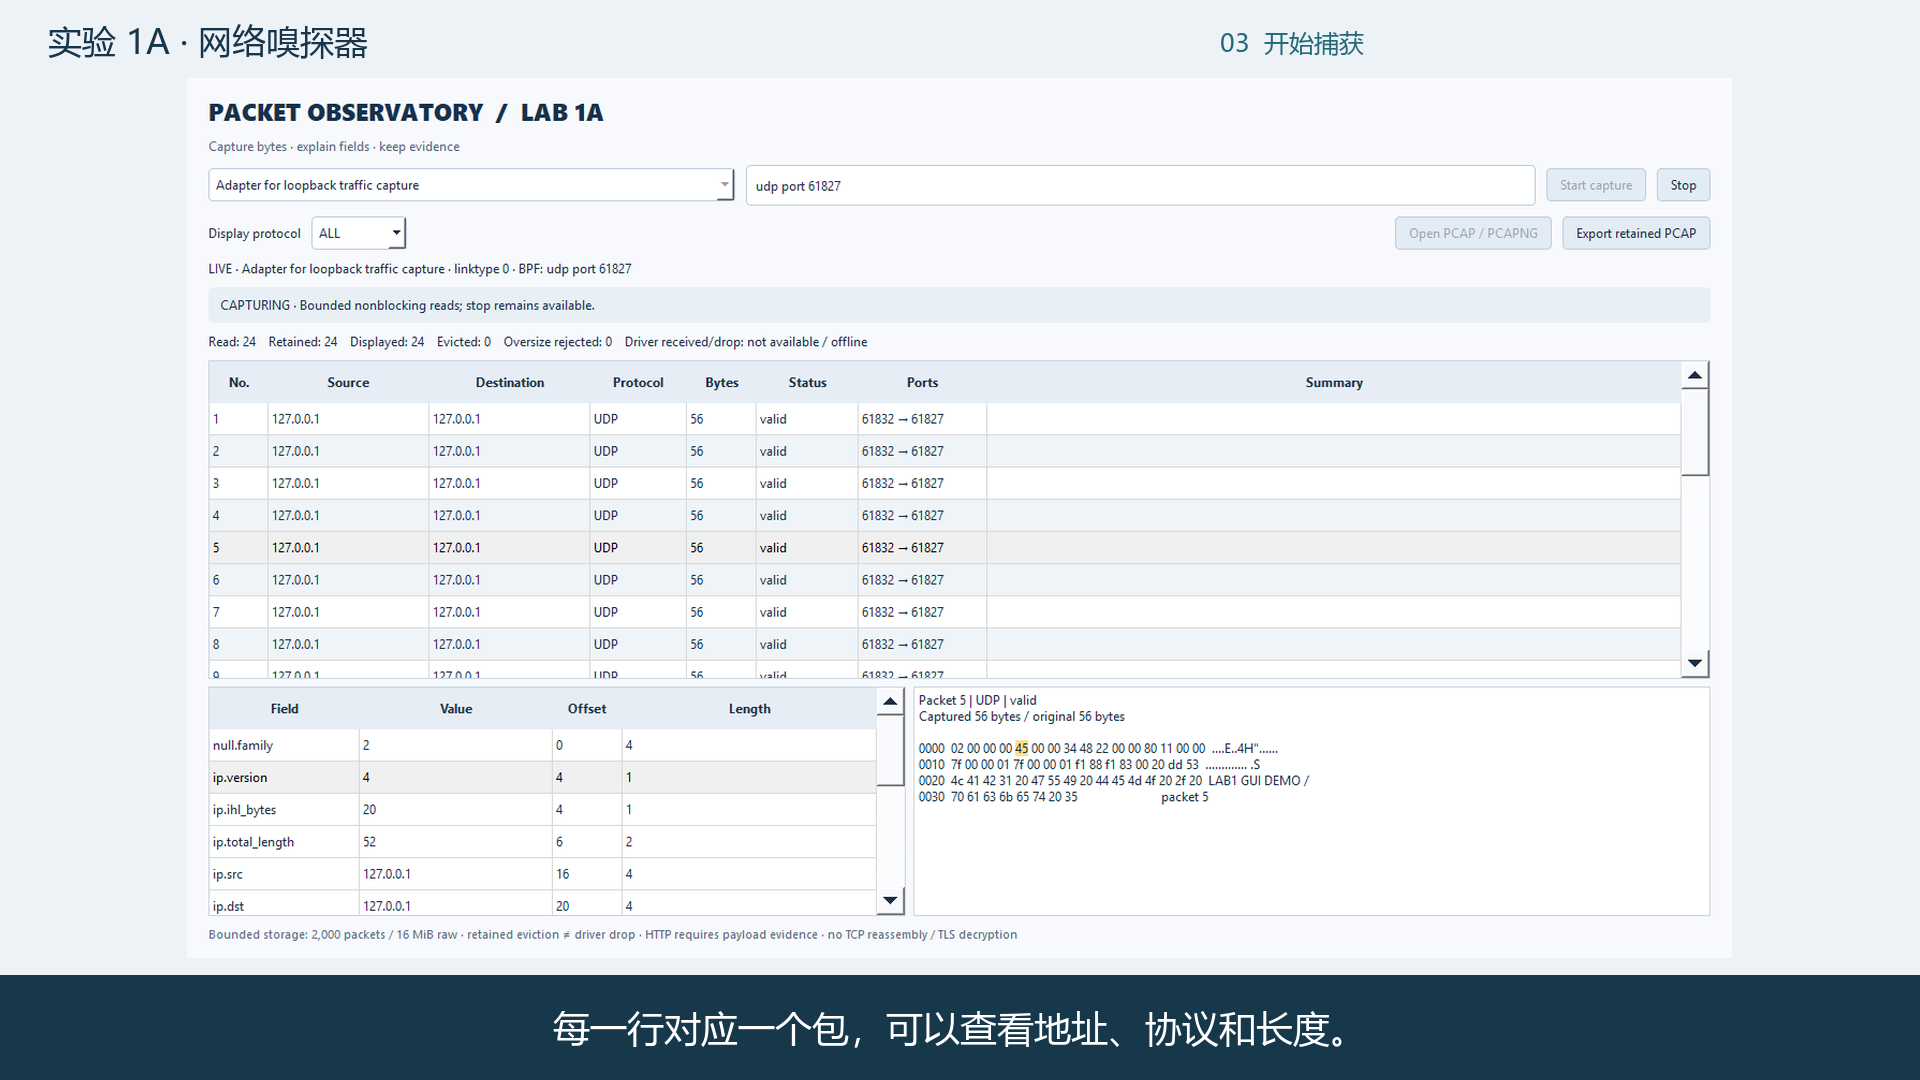 实验 1A · 网络嗅探器
03 开始捕获
PACKET OBSERVATORY / LAB 1A
Capture bytes · explain fields · keep evidence
Adapter for loopback traffic capture
udp port 61827
Start capture
Stop
Display protocol
ALL
Open PCAP / PCAPNG
Export retained PCAP
LIVE · Adapter for loopback traffic capture · linktype 0 · BPF: udp port 61827
CAPTURING · Bounded nonblocking reads; stop remains available.
Read: 24 Retained: 24 Displayed: 24 Evicted: 0 Oversize rejected: 0 Driver received/drop: not available / offline
No. Source Destination Protocol Bytes Status Ports Summary
1 127.0.0.1 127.0.0.1 UDP 56 valid 61832 → 61827
2 127.0.0.1 127.0.0.1 UDP 56 valid 61832 → 61827
3 127.0.0.1 127.0.0.1 UDP 56 valid 61832 → 61827
4 127.0.0.1 127.0.0.1 UDP 56 valid 61832 → 61827
5 127.0.0.1 127.0.0.1 UDP 56 valid 61832 → 61827
6 127.0.0.1 127.0.0.1 UDP 56 valid 61832 → 61827
7 127.0.0.1 127.0.0.1 UDP 56 valid 61832 → 61827
8 127.0.0.1 127.0.0.1 UDP 56 valid 61832 → 61827
9 127.0.0.1 127.0.0.1 UDP 56 valid 61832 → 61827
Field Value Offset Length
null.family 2 0 4
ip.version 4 4 1
ip.ihl_bytes 20 4 1
ip.total_length 52 6 2
ip.src 127.0.0.1 16 4
ip.dst 127.0.0.1 20 4
Packet 5 | UDP | valid
Captured 56 bytes / original 56 bytes
0000 02 00 00 00 45 00 00 34 48 22 00 00 80 11 00 00 ....E..4H"......
0010 7f 00 00 01 7f 00 00 01 f1 88 f1 83 00 20 dd 53 ............. .S
0020 4c 41 42 31 20 47 55 49 20 44 45 4d 4f 20 2f 20 LAB1 GUI DEMO /
0030 70 61 63 6b 65 74 20 35 packet 5
Bounded storage: 2,000 packets / 16 MiB raw · retained eviction ≠ driver drop · HTTP requires payload evidence · no TCP reassembly / TLS decryption
每一行对应一个包，可以查看地址、协议和长度。